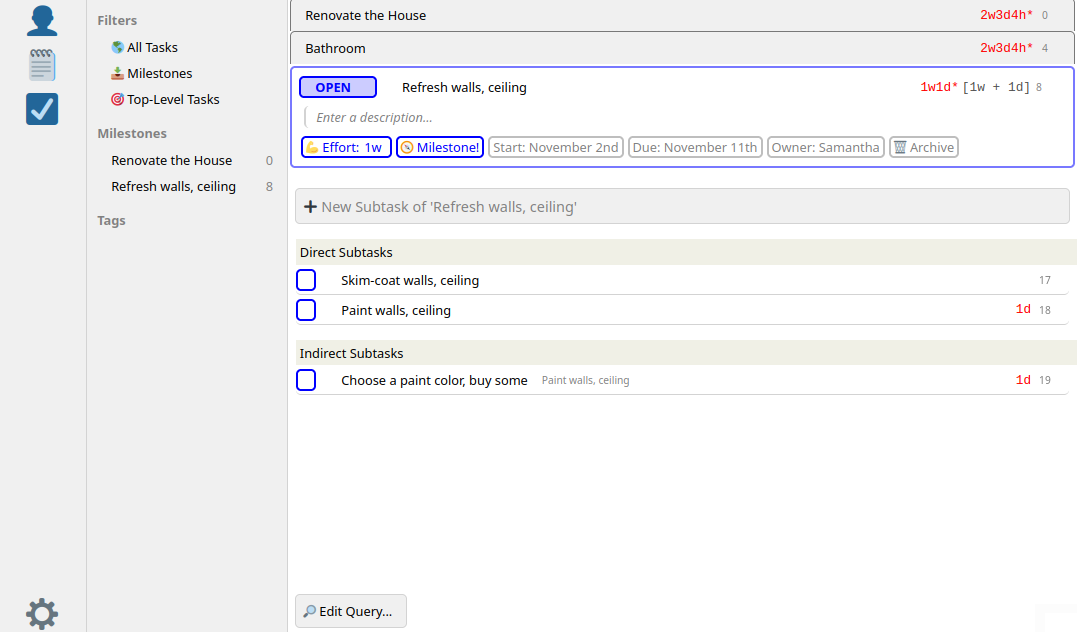 Filters
All Tasks
Milestones
Top-Level Tasks
Milestones
Renovate the House 0
Refresh walls, ceiling 8
Tags
Renovate the House 2w3d4h* 0
Bathroom 2w3d4h* 4
OPEN Refresh walls, ceiling 1w1d* [1w + 1d] 8
Enter a description...
Effort: 1w Milestone! Start: November 2nd Due: November 11th Owner: Samantha Archive
New Subtask of 'Refresh walls, ceiling'
Direct Subtasks
Skim-coat walls, ceiling 17
Paint walls, ceiling 1d 18
Indirect Subtasks
Choose a paint color, buy some Paint walls, ceiling 1d 19
Edit Query...